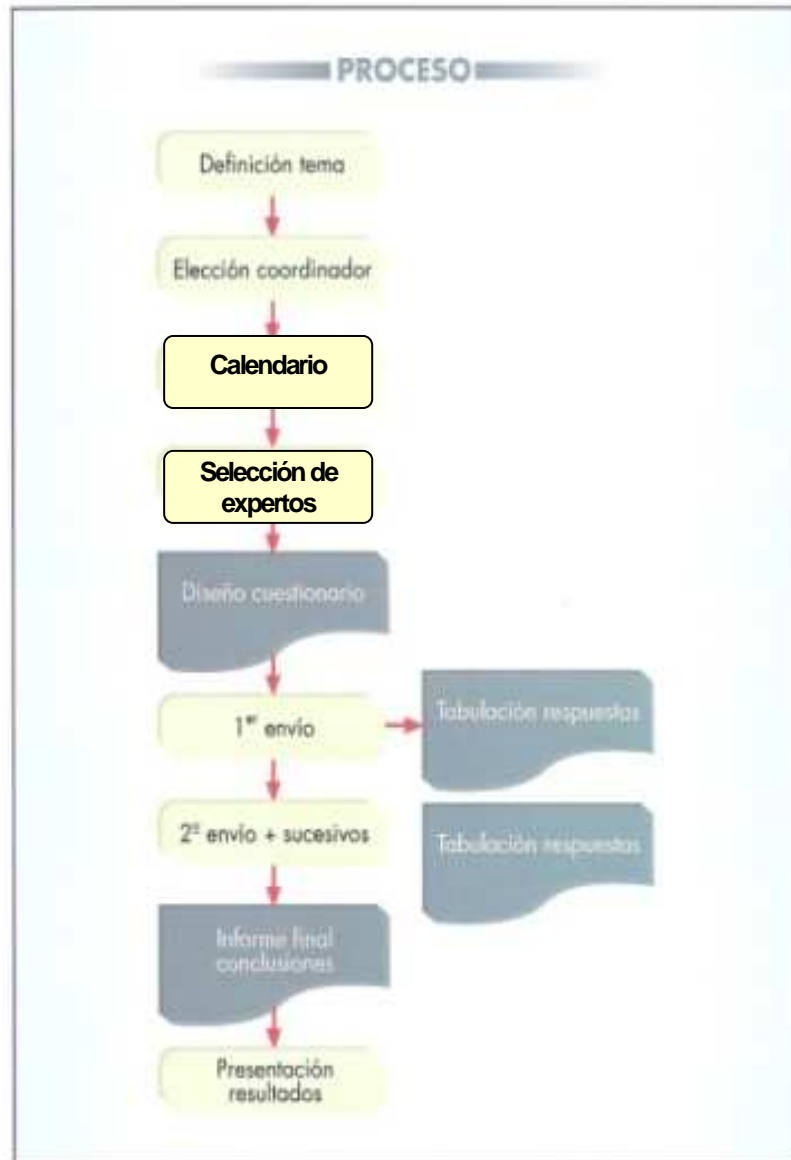 PROCESO
Definición tema
Elección coordinador
Calendario
Selección de
expertos
Diseño cuestionario
1er envío
Tabulación respuestas
2º envío + sucesivos
Tabulación respuestas
Informe final
conclusiones
Presentación
resultados